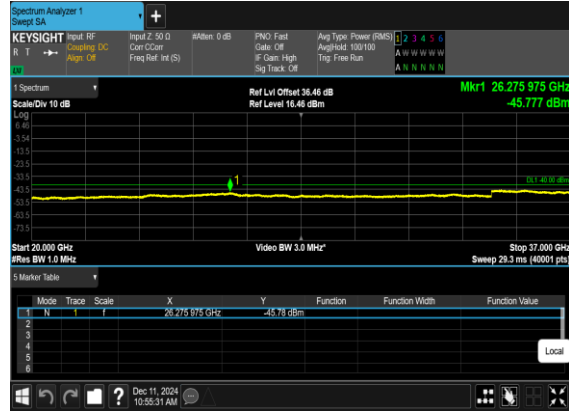 Spectrum Analyzer 1
Swept SA
+
KEYSIGHT
R T
LW
Input: RF
Coupling: DC
Align: Off
Input Z: 50 Ω
Corr CCorr
Freq Ref: Int (S)
#Atten: 0 dB
PNO: Fast
Gate: Off
IF Gain: High
Sig Track: Off
Avg Type: Power (RMS)
Avg|Hold: 100/100
Trig: Free Run
1 2 3 4 5 6
A W W W W W
A N N N N N
1 Spectrum
Scale/Div 10 dB
Ref Lvl Offset 36.46 dB
Ref Level 16.46 dBm
Mkr1 26.275 975 GHz
-45.777 dBm
Log
6.46
-3.54
-13.5
-23.5
-33.5
-43.5
-53.5
-63.5
-73.5
1
DL1 -40.00 dBm
Start 20.000 GHz
#Res BW 1.0 MHz
Video BW 3.0 MHz*
Stop 37.000 GHz
Sweep 29.3 ms (40001 pts)
5 Marker Table
Mode Trace Scale X Y Function Function Width Function Value
1 N 1 f 26.275 975 GHz -45.78 dBm
2
3
4
5
6
Local
?
Dec 11, 2024
10:55:31 AM